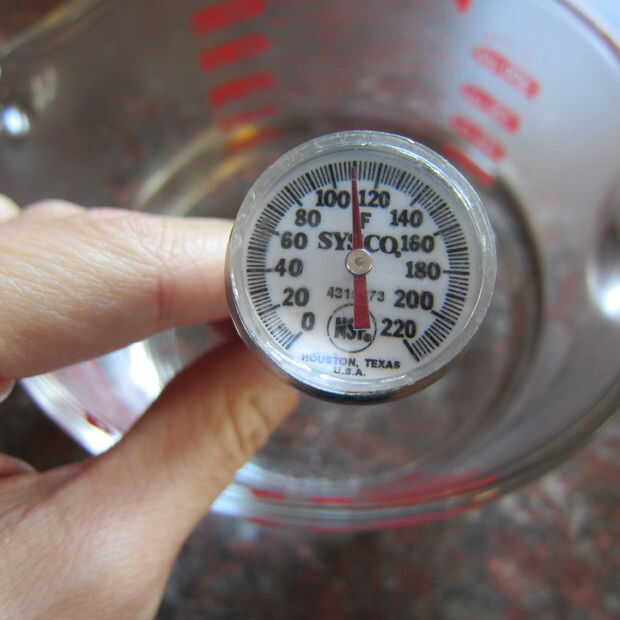 100 120
80 F 140
60 SYSCO 160
40 180
20 200
0 NSF 220
HOUSTON, TEXAS
U.S.A.